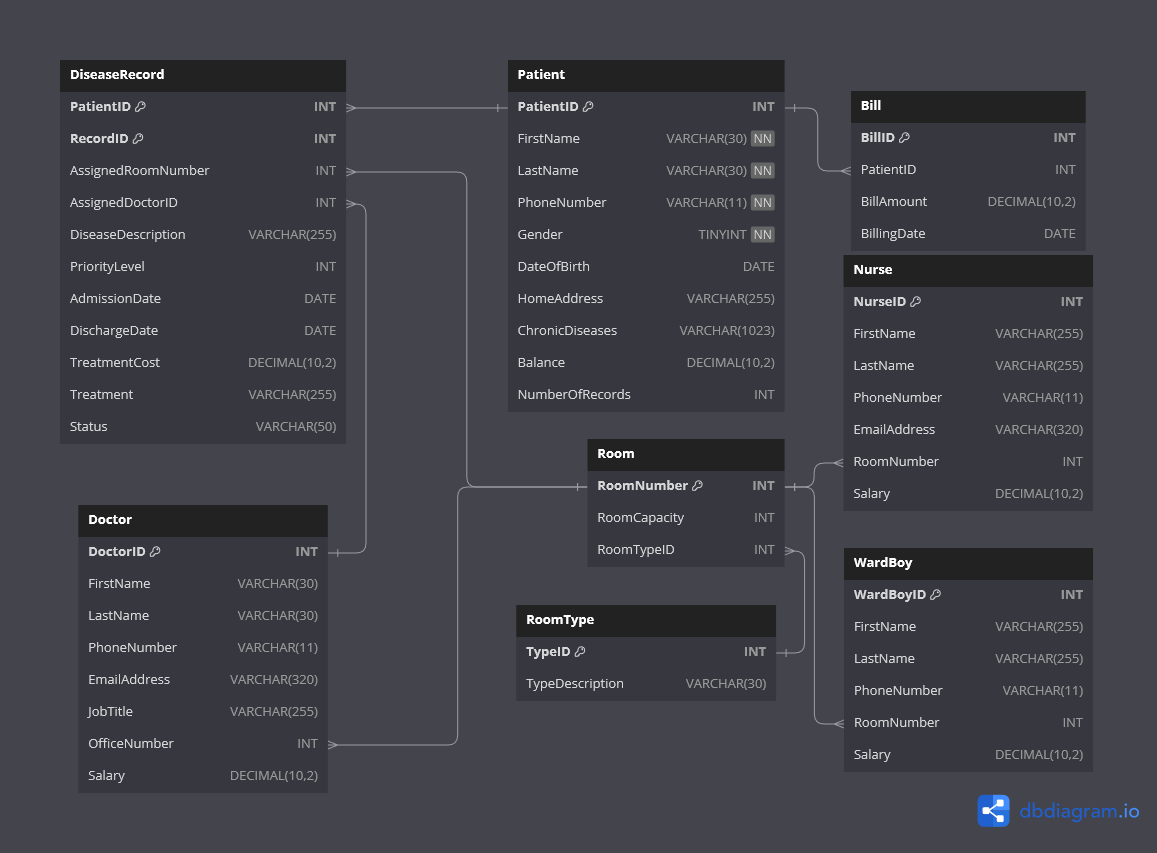 DiseaseRecord
PatientID INT
RecordID INT
AssignedRoomNumber INT
AssignedDoctorID INT
DiseaseDescription VARCHAR(255)
PriorityLevel INT
AdmissionDate DATE
DischargeDate DATE
TreatmentCost DECIMAL(10,2)
Treatment VARCHAR(255)
Status VARCHAR(50)
Patient
PatientID INT
FirstName VARCHAR(30) NN
LastName VARCHAR(30) NN
PhoneNumber VARCHAR(11) NN
Gender TINYINT NN
DateOfBirth DATE
HomeAddress VARCHAR(255)
ChronicDiseases VARCHAR(1023)
Balance DECIMAL(10,2)
NumberOfRecords INT
Bill
BillID INT
PatientID INT
BillAmount DECIMAL(10,2)
BillingDate DATE
Nurse
NurseID INT
FirstName VARCHAR(255)
LastName VARCHAR(255)
PhoneNumber VARCHAR(11)
EmailAddress VARCHAR(320)
RoomNumber INT
Salary DECIMAL(10,2)
Room
RoomNumber INT
RoomCapacity INT
RoomTypeID INT
Doctor
DoctorID INT
FirstName VARCHAR(30)
LastName VARCHAR(30)
PhoneNumber VARCHAR(11)
EmailAddress VARCHAR(320)
JobTitle VARCHAR(255)
OfficeNumber INT
Salary DECIMAL(10,2)
RoomType
TypeID INT
TypeDescription VARCHAR(30)
WardBoy
WardBoyID INT
FirstName VARCHAR(255)
LastName VARCHAR(255)
PhoneNumber VARCHAR(11)
RoomNumber INT
Salary DECIMAL(10,2)
dbdiagram.io